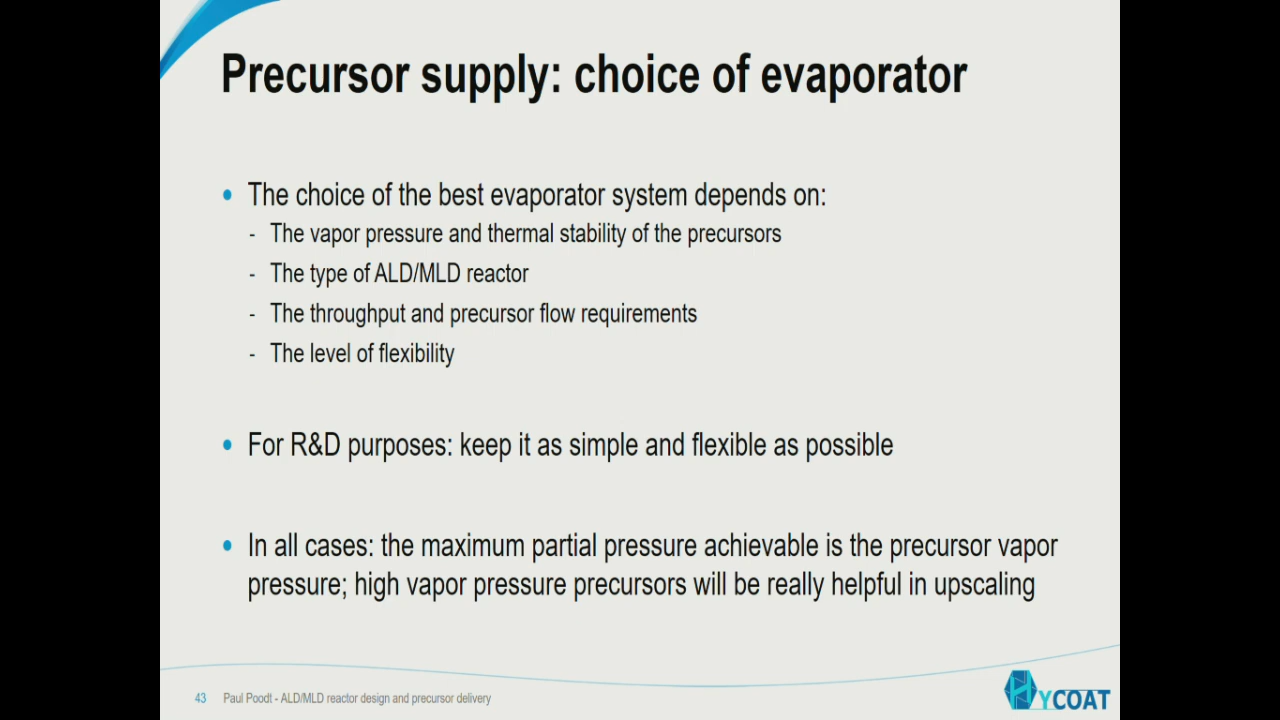 Precursor supply: choice of evaporator
• The choice of the best evaporator system depends on:
- The vapor pressure and thermal stability of the precursors
- The type of ALD/MLD reactor
- The throughput and precursor flow requirements
- The level of flexibility
• For R&D purposes: keep it as simple and flexible as possible
• In all cases: the maximum partial pressure achievable is the precursor vapor
pressure; high vapor pressure precursors will be really helpful in upscaling
43 Paul Poodt - ALD/MLD reactor design and precursor delivery
HYCOAT